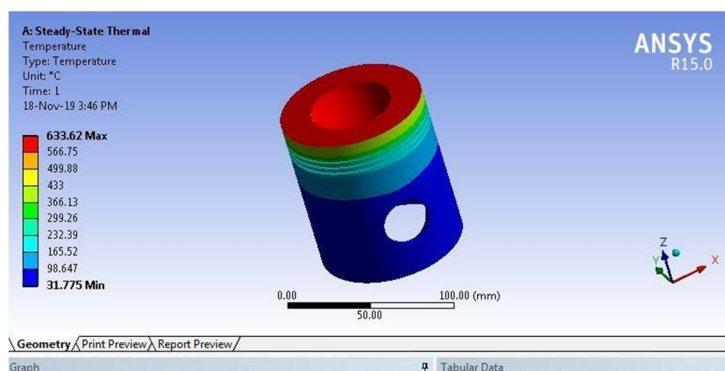 A: Steady-State Thermal
Temperature
Type: Temperature
Unit: °C
Time: 1
18-Nov-19 3:46 PM
ANSYS
R15.0
633.62 Max
566.75
499.88
433
366.13
299.26
232.39
165.52
98.647
31.775 Min
0.00 100.00 (mm)
50.00
Z
Y X
Geometry Print Preview Report Preview
Graph Tabular Data